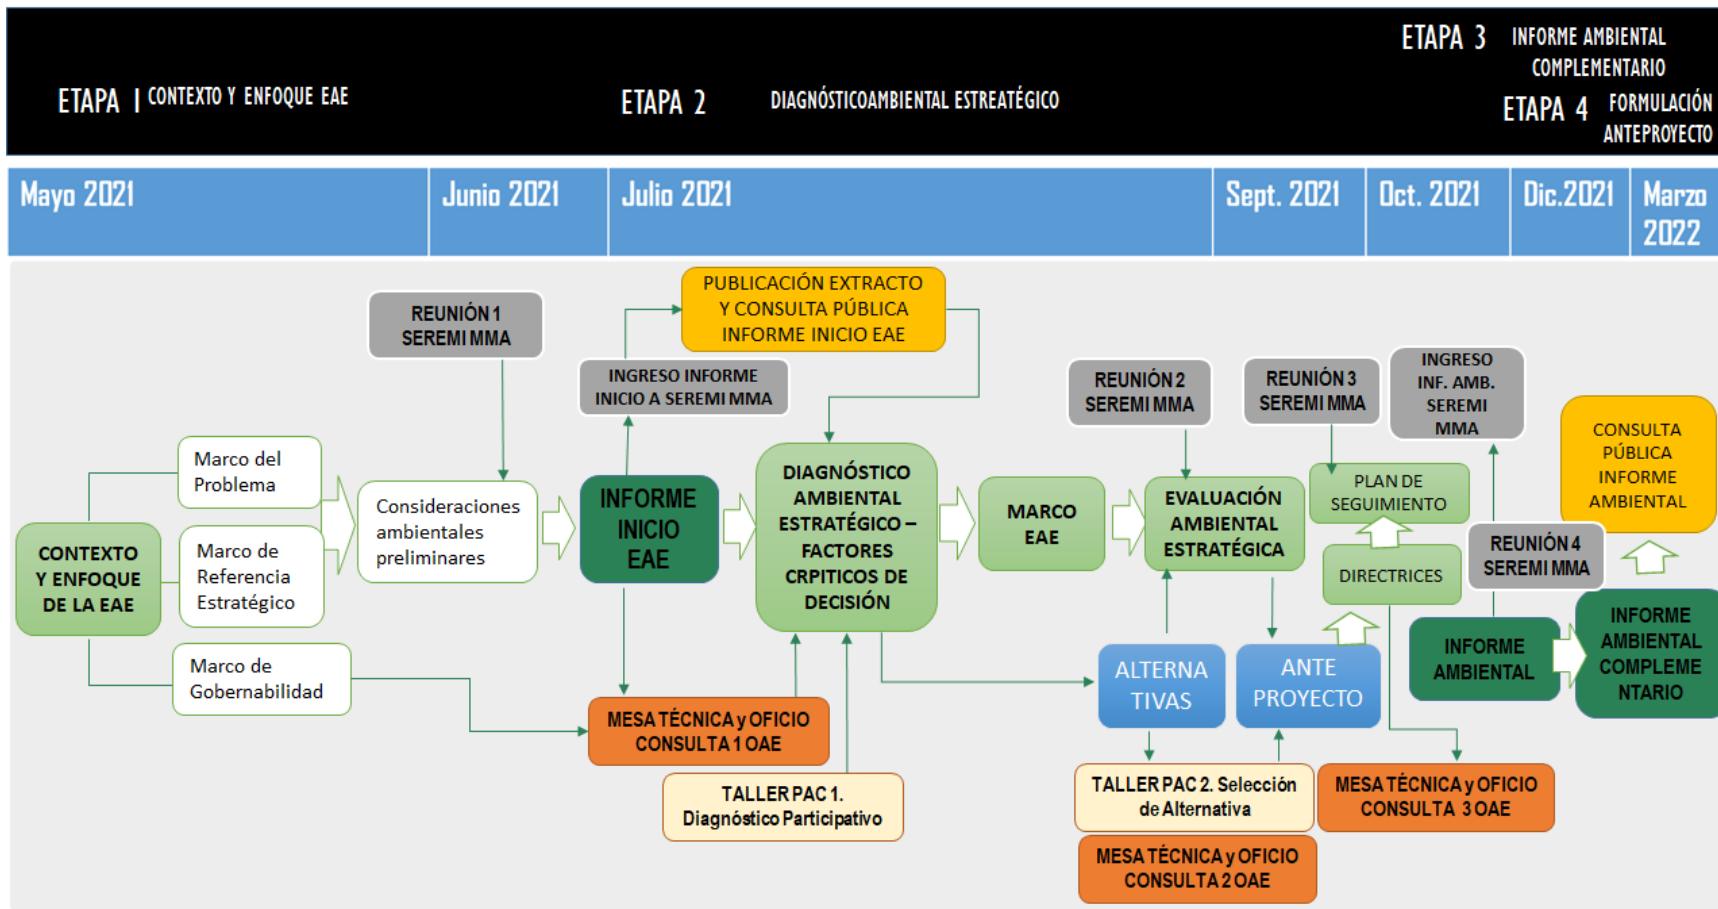 ETAPA 1 CONTEXTO Y ENFOQUE EAE
ETAPA 2 DIAGNÓSTICOAMBIENTAL ESTREATÉGICO
ETAPA 3 INFORME AMBIENTAL
COMPLEMENTARIO
ETAPA 4 FORMULACIÓN
ANTEPROYECTO
Mayo 2021
Junio 2021
Julio 2021
Sept. 2021
Oct. 2021
Dic.2021
Marzo
2022
REUNIÓN 1
SEREMI MMA
PUBLICACIÓN EXTRACTO
Y CONSULTA PÚBLICA
INFORME INICIO EAE
INGRESO INFORME
INICIO A SEREMI MMA
REUNIÓN 2
SEREMI MMA
REUNIÓN 3
SEREMI MMA
INGRESO
INF. AMB.
SEREMI
MMA
CONSULTA
PÚBLICA
INFORME
AMBIENTAL
CONTEXTO
Y ENFOQUE
DE LA EAE
Marco del
Problema
Marco de
Referencia
Estratégico
Marco de
Gobernabilidad
Consideraciones
ambientales
preliminares
INFORME
INICIO
EAE
DIAGNÓSTICO
AMBIENTAL
ESTRATÉGICO –
FACTORES
CRPITICOS DE
DECISIÓN
MARCO
EAE
EVALUACIÓN
AMBIENTAL
ESTRATÉGICA
PLAN DE
SEGUIMIENTO
DIRECTRICES
REUNIÓN 4
SEREMI MMA
INFORME
AMBIENTAL
INFORME
AMBIENTAL
COMPLEME
NTARIO
ALTERNA
TIVAS
ANTE
PROYECTO
MESA TÉCNICA y OFICIO
CONSULTA 1 OAE
TALLER PAC 1.
Diagnóstico Participativo
TALLER PAC 2. Selección
de Alternativa
MESA TÉCNICA y OFICIO
CONSULTA 2 OAE
MESA TÉCNICA y OFICIO
CONSULTA 3 OAE